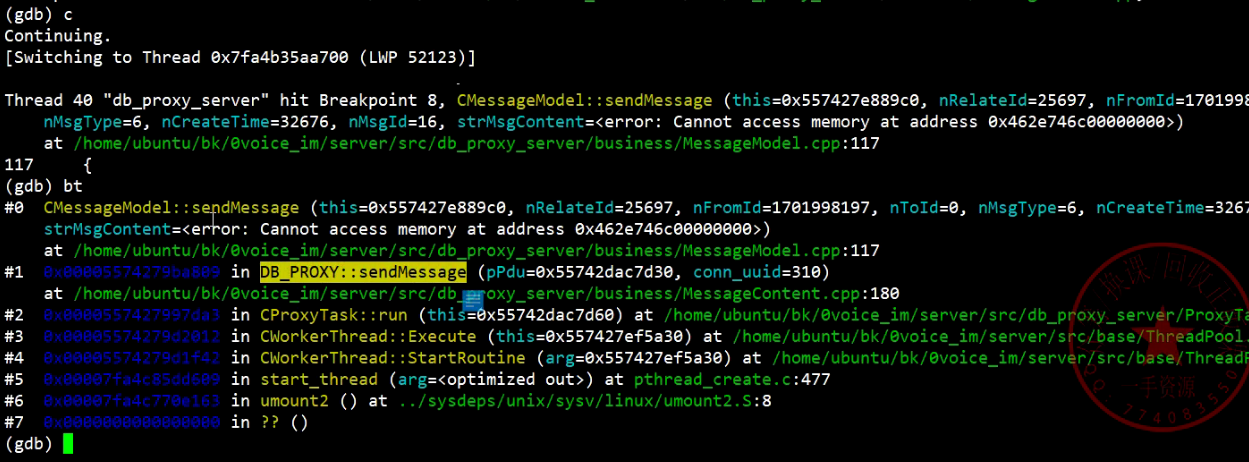 (gdb) c
Continuing.
[Switching to Thread 0x7fa4b35aa700 (LWP 52123)]
Thread 40 "db_proxy_server" hit Breakpoint 8, CMessageModel::sendMessage (this=0x557427e889c0, nRelateId=25697, nFromId=1701998
nMsgType=6, nCreateTime=32676, nMsgId=16, strMsgContent=<error: Cannot access memory at address 0x462e746c00000000>)
at /home/ubuntu/bk/0voice_im/server/src/db_proxy_server/business/MessageModel.cpp:117
117 {
(gdb) bt
#0 CMessageModel::sendMessage (this=0x557427e889c0, nRelateId=25697, nFromId=1701998197, nToId=0, nMsgType=6, nCreateTime=3267
strMsgContent=<error: Cannot access memory at address 0x462e746c00000000>)
at /home/ubuntu/bk/0voice_im/server/src/db_proxy_server/business/MessageModel.cpp:117
#1 0x00005574279ba809 in DB_PROXY::sendMessage (pPdu=0x55742dac7d30, conn_uuid=310)
at /home/ubuntu/bk/0voice_im/server/src/db_proxy_server/business/MessageContent.cpp:180
#2 0x0000557427997da3 in CProxyTask::run (this=0x55742dac7d60) at /home/ubuntu/bk/0voice_im/server/src/db_proxy_server/ProxyTa
#3 0x00005574279d2012 in CWorkerThread::Execute (this=0x557427ef5a30) at /home/ubuntu/bk/0voice_im/server/src/base/ThreadPool.
#4 0x00005574279d1f42 in CWorkerThread::StartRoutine (arg=0x557427ef5a30) at /home/ubuntu/bk/0voice_im/server/src/base/ThreadP
#5 0x00007fa4c85dd609 in start_thread (arg=<optimized out>) at pthread_create.c:477
#6 0x00007fa4c770e163 in umount2 () at ../sysdeps/unix/sysv/linux/umount2.S:8
#7 0x0000000000000000 in ?? ()
(gdb)
一手资源